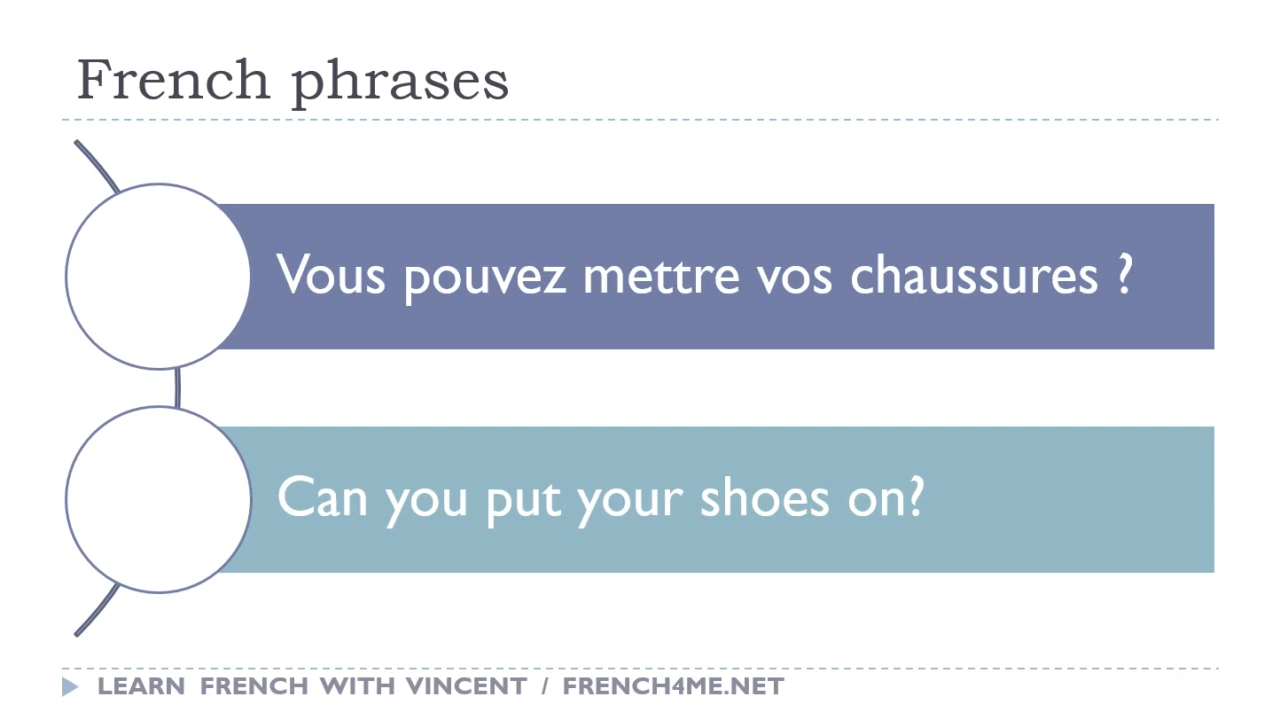 French phrases
Vous pouvez mettre vos chaussures ?
Can you put your shoes on?
LEARN FRENCH WITH VINCENT / FRENCH4ME.NET